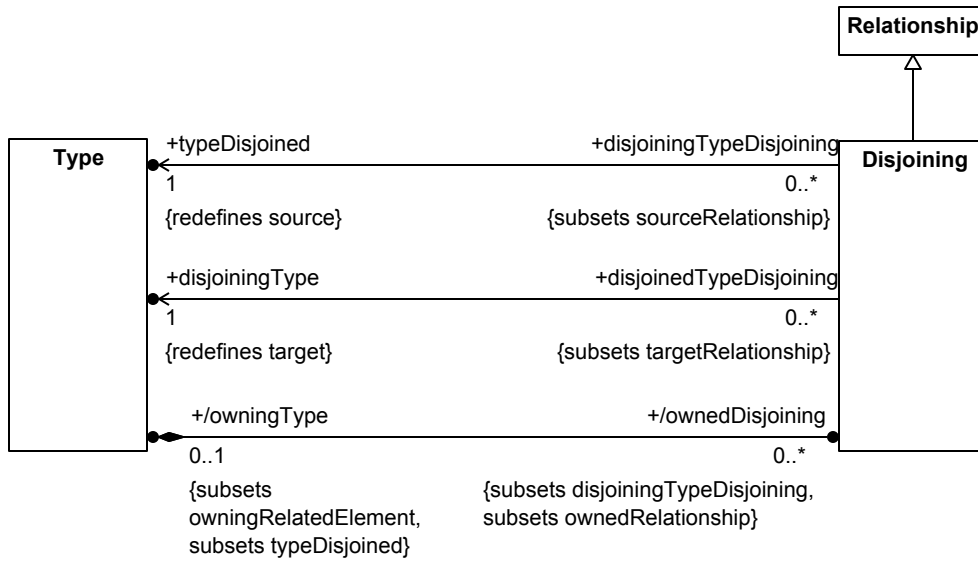 Relationship
+typeDisjoined +disjoiningTypeDisjoining
Type Disjoining
1 0..*
{redefines source} {subsets sourceRelationship}
+disjoiningType +disjoinedTypeDisjoining
1 0..*
{redefines target} {subsets targetRelationship}
+/owningType +/ownedDisjoining
0..1 0..*
{subsets {subsets disjoiningTypeDisjoining,
owningRelatedElement, subsets ownedRelationship}
subsets typeDisjoined}